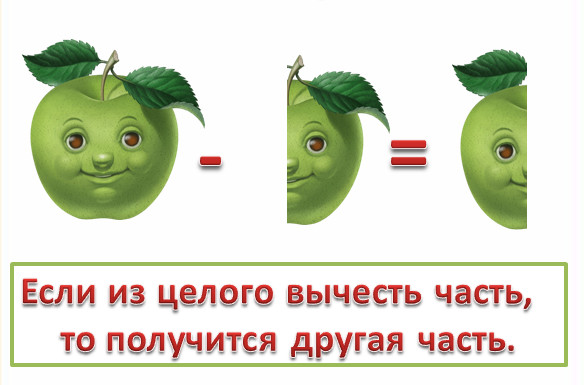 - =
Если из целого вычесть часть,
то получится другая часть.